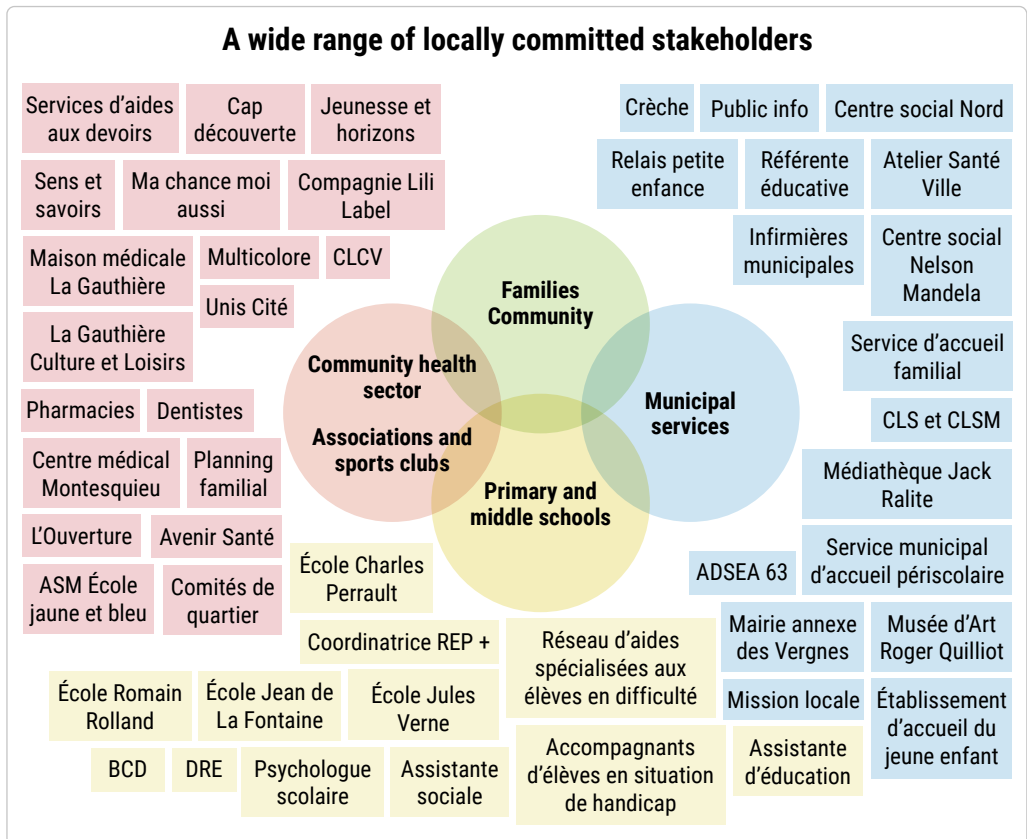 A wide range of locally committed stakeholders
Services d’aides
aux devoirs
Cap
découverte
Jeunesse et
horizons
Sens et
savoirs
Ma chance moi
aussi
Compagnie Lili
Label
Maison médicale
La Gauthière
Multicolore
CLCV
Unis Cité
La Gauthière
Culture et Loisirs
Pharmacies
Dentistes
Centre médical
Montesquieu
Planning
familial
L’Ouverture
Avenir Santé
ASM École
jaune et bleu
Comités de
quartier
Families
Community
Community health
sector
Associations and
sports clubs
Municipal
services
Primary and
middle schools
Crèche
Public info
Centre social Nord
Relais petite
enfance
Référente
éducative
Atelier Santé
Ville
Infirmières
municipales
Centre social
Nelson
Mandela
Service d’accueil
familial
CLS et CLSM
Médiathèque Jack
Ralite
ADSEA 63
Service municipal
d’accueil périscolaire
Mairie annexe
des Vergnes
Musée d’Art
Roger Quilliot
Mission locale
Établissement
d’accueil du
jeune enfant
École Charles
Perrault
Coordinatrice REP +
Réseau d’aides
spécialisées aux
élèves en difficulté
École Romain
Rolland
École Jean de
La Fontaine
École Jules
Verne
BCD
DRE
Psychologue
scolaire
Assistante
sociale
Accompagnants
d’élèves en situation
de handicap
Assistante
d’éducation